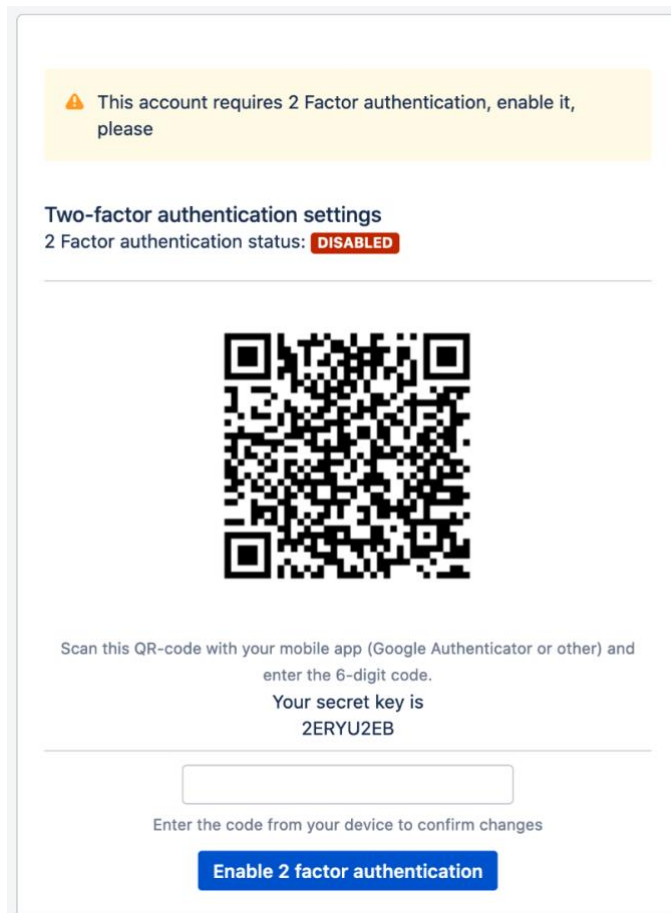 This account requires 2 Factor authentication, enable it,
please
Two-factor authentication settings
2 Factor authentication status: DISABLED
Scan this QR-code with your mobile app (Google Authenticator or other) and
enter the 6-digit code.
Your secret key is
2ERYU2EB
Enter the code from your device to confirm changes
Enable 2 factor authentication